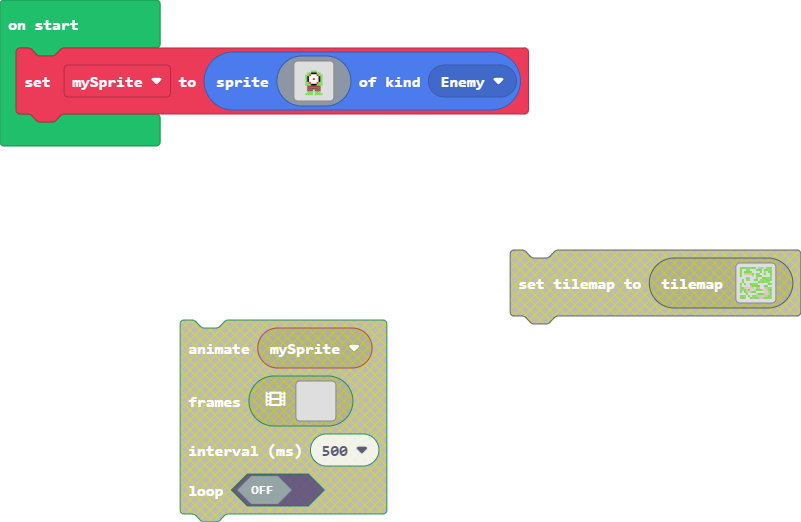 on start
set mySprite to sprite of kind Enemy
set tilemap to tilemap
animate mySprite
frames
interval (ms) 500
loop OFF